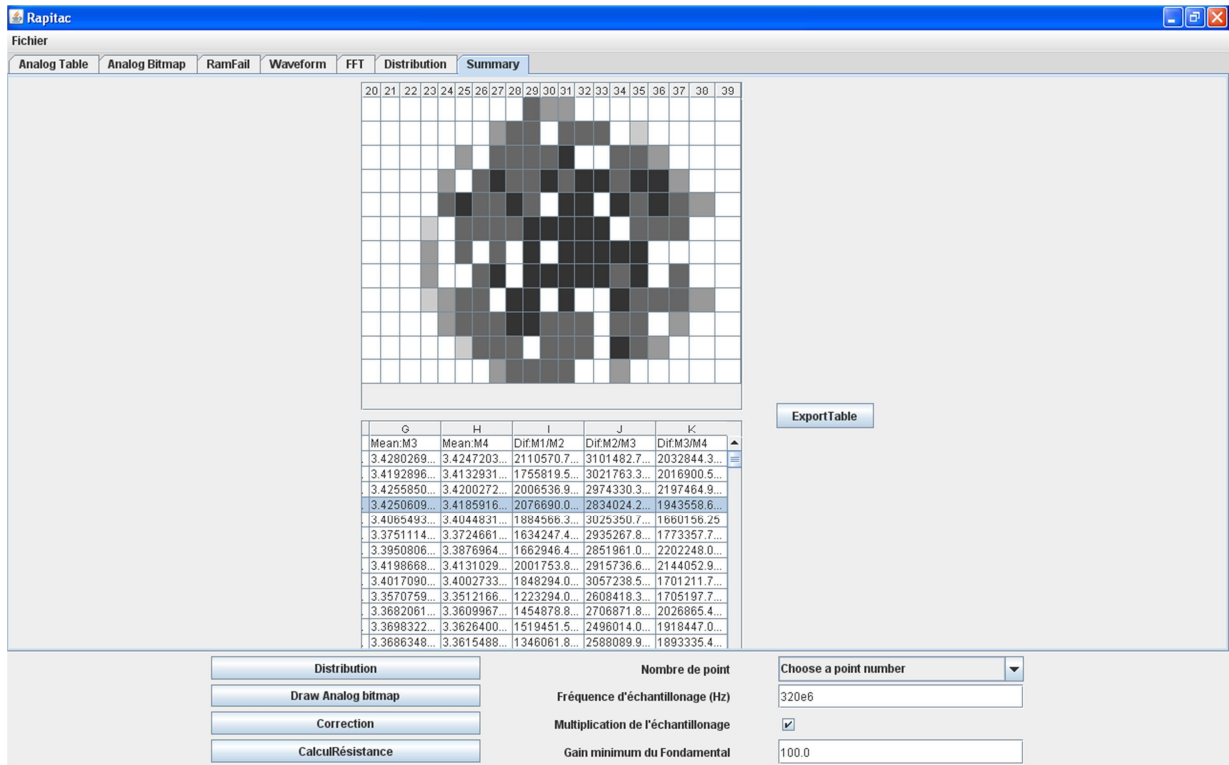 Rapitac
Fichier
Analog Table Analog Bitmap RamFail Waveform FFT Distribution Summary
20 21 22 23 24 25 26 27 28 29 30 31 32 33 34 35 36 37 38 39
ExportTable
G H I J K
Mean:M3 Mean:M4 Dif:M1/M2 Dif:M2/M3 Dif:M3/M4
3.4280269... 3.4247203... 2110570.7... 3101482.7... 2032844.3...
3.4192896... 3.4132931... 1755819.5... 3021763.3... 2016900.5...
3.4255850... 3.4200272... 2006536.9... 2974330.3... 2197464.9...
3.4250609... 3.4185916... 2076690.0... 2834024.2... 1943558.6...
3.4065493... 3.4044831... 1884566.3... 3025350.7... 1660156.25
3.3751114... 3.3724661... 1634247.4... 2935267.8... 1773357.7...
3.3950806... 3.3876964... 1662946.4... 2851961.0... 2202248.0...
3.4198668... 3.4131029... 2001753.8... 2915736.6... 2144052.9...
3.4017090... 3.4002733... 1848294.0... 3057238.5... 1701211.7...
3.3570759... 3.3512166... 1223294.0... 2608418.3... 1705197.7...
3.3682061... 3.3609967... 1454878.8... 2706871.8... 2026865.4...
3.3698322... 3.3626400... 1519451.5... 2496014.0... 1918447.0...
3.3686348... 3.3615488... 1346061.8... 2588089.9... 1893335.4...
Distribution
Nombre de point Choose a point number
Draw Analog bitmap
Fréquence d'échantillonage (Hz) 320e6
Correction
Multiplication de l'échantillonage
CalculRésistance
Gain minimum du Fondamental 100.0